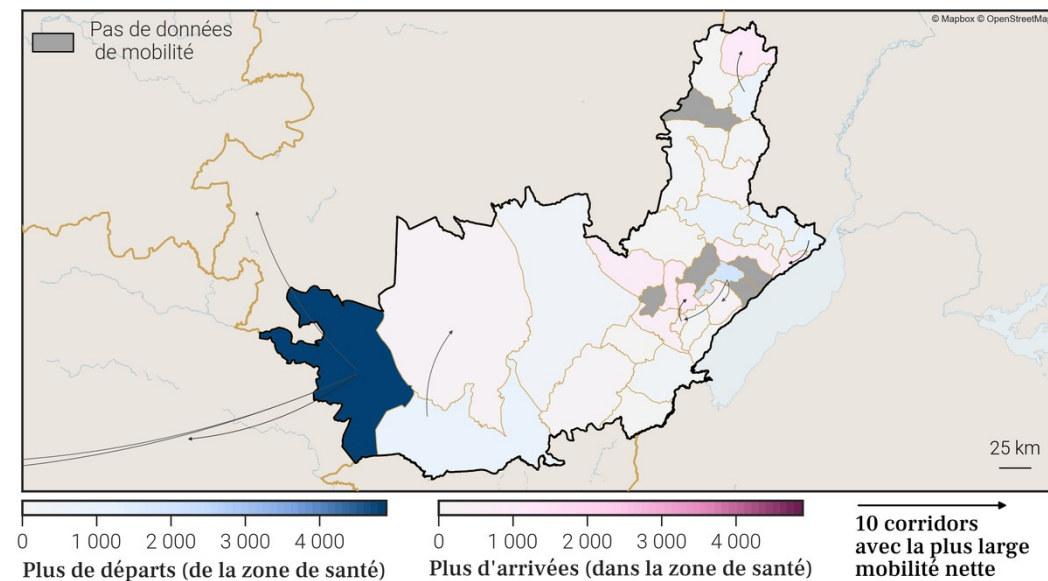 Pas de données
de mobilité
© Mapbox © OpenStreetMap
25 km
0 1 000 2 000 3 000 4 000
Plus de départs (de la zone de santé)
0 1 000 2 000 3 000 4 000
Plus d'arrivées (dans la zone de santé)
10 corridors
avec la plus large
mobilité nette